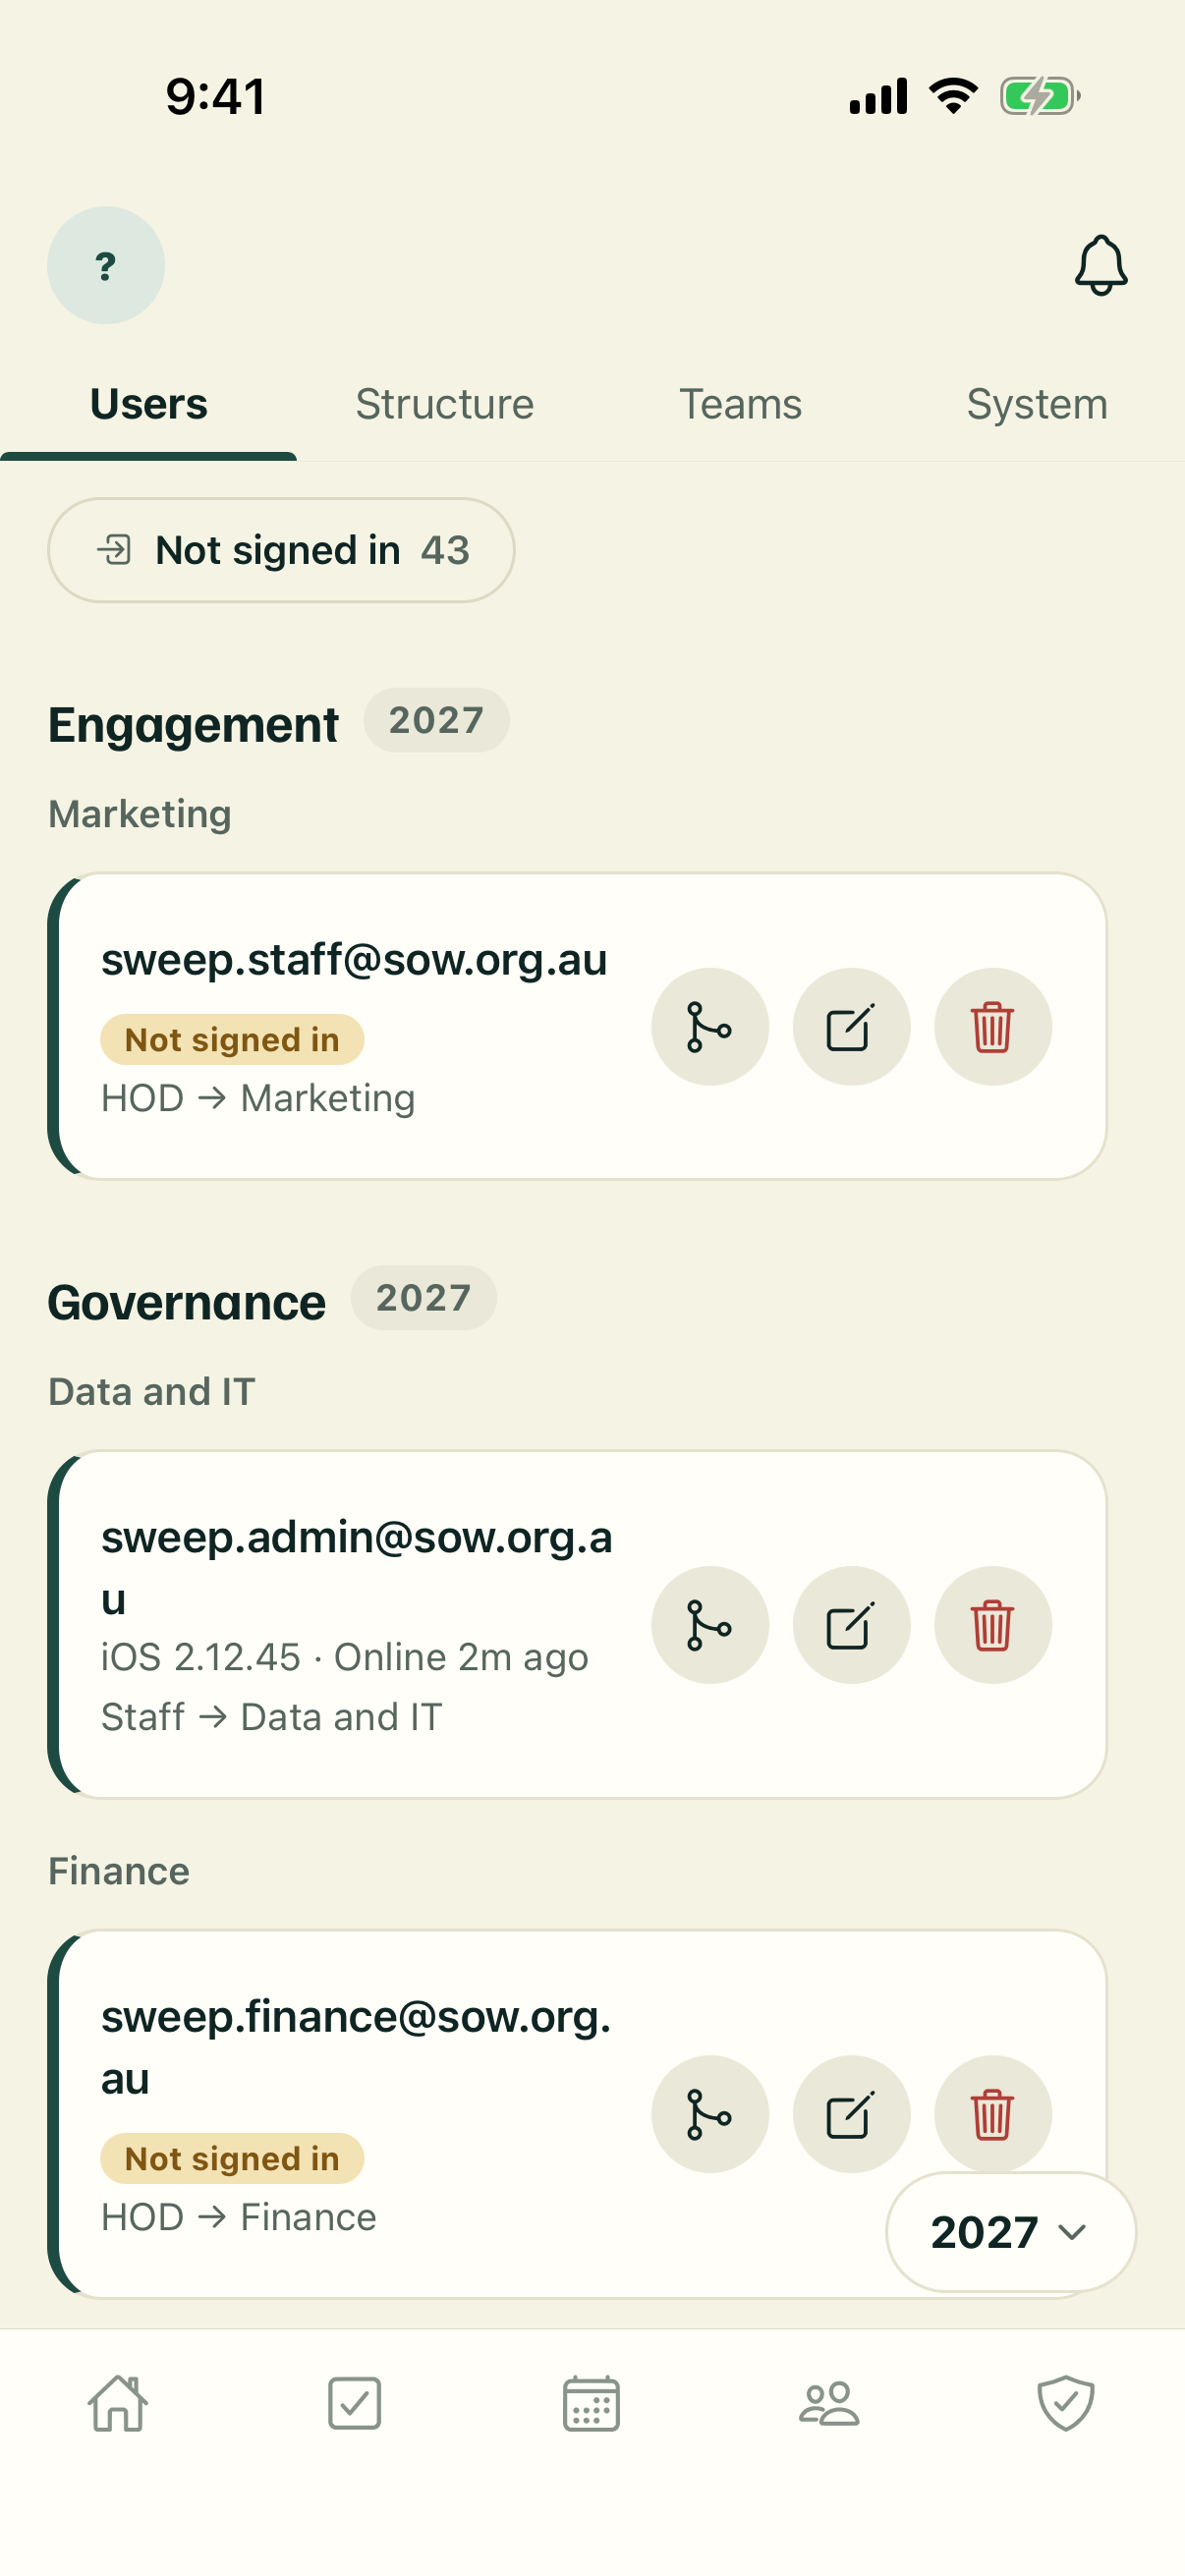 9:41
?
Users Structure Teams System
Not signed in 43
Engagement 2027
Marketing
sweep.staff@sow.org.au
Not signed in
HOD → Marketing
Governance 2027
Data and IT
sweep.admin@sow.org.a
u
iOS 2.12.45 · Online 2m ago
Staff → Data and IT
Finance
sweep.finance@sow.org.
au
Not signed in
HOD → Finance
2027